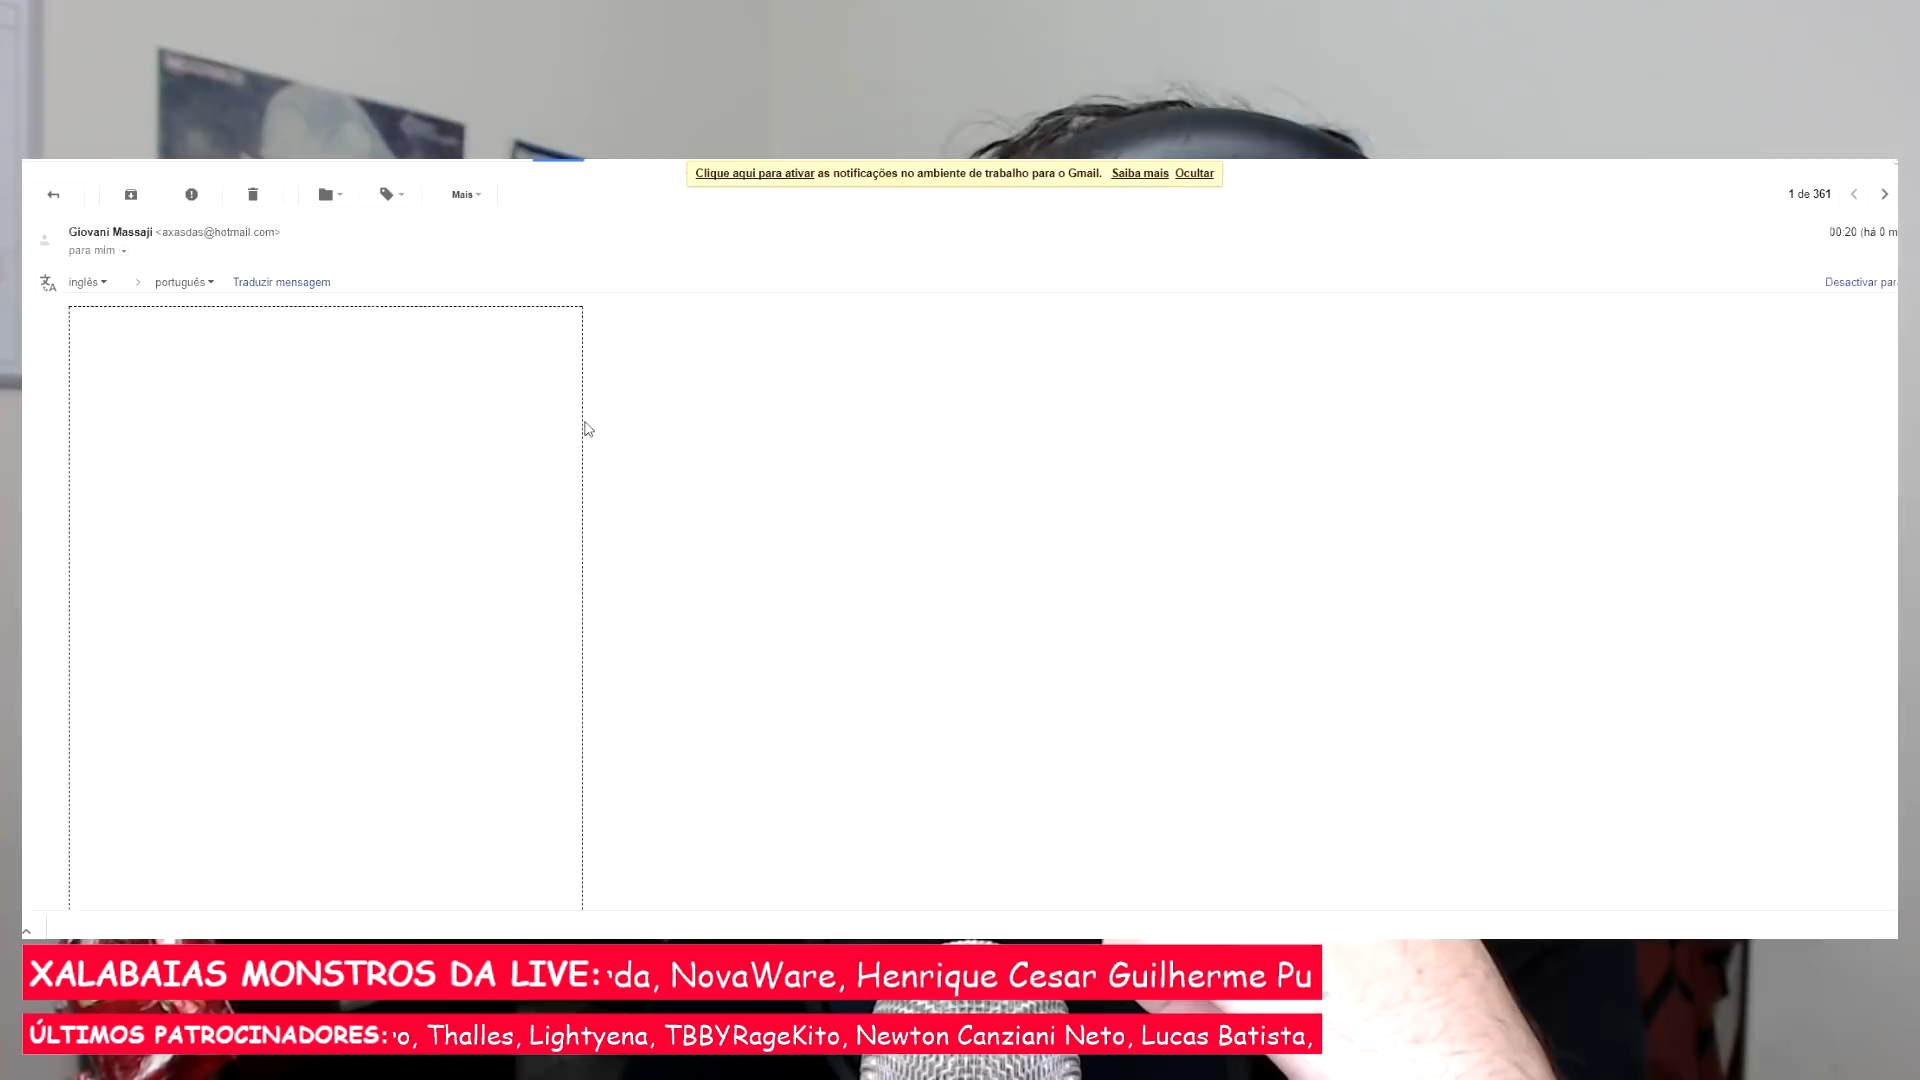 Clique aqui para ativar as notificações no ambiente de trabalho para o Gmail. Saiba mais Ocultar
Mais
1 de 361
Giovani Massaji <axasdas@hotmail.com>
00:20 (há 0 m
para mim
inglês > português Traduzir mensagem
Desactivar par
XALABAIAS MONSTROS DA LIVE: da, NovaWare, Henrique Cesar Guilherme Pu
ÚLTIMOS PATROCINADORES: o, Thalles, Lightyena, TBBYRageKito, Newton Canziani Neto, Lucas Batista,